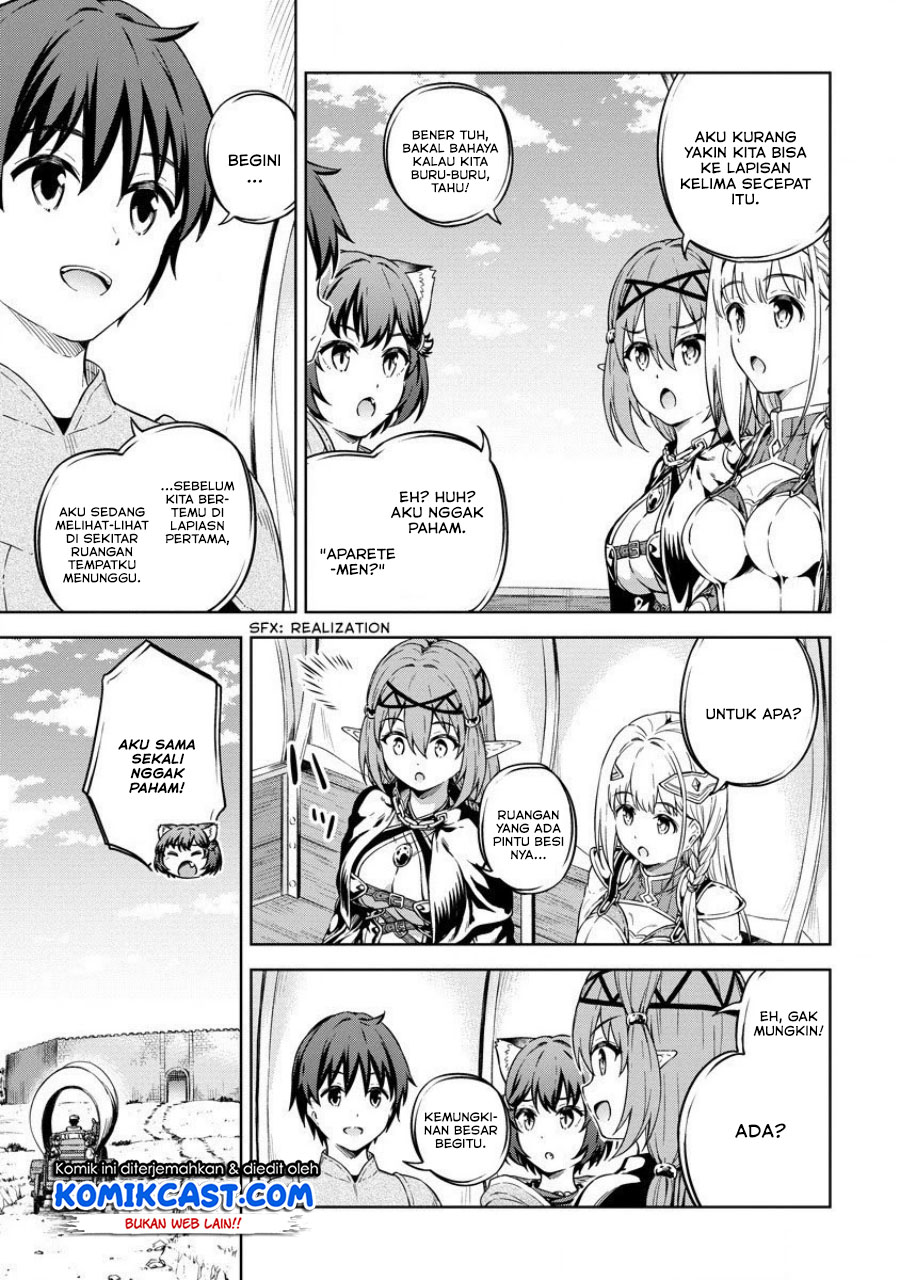 AKU KURANG
YAKIN KITA BISA
KE LAPISAN
KELIMA SECEPAT
ITU.
BENER TUH,
BAKAL BAHAYA
KALAU KITA
BURU-BURU,
TAHU!
EH? HUH?
AKU NGGAK
PAHAM.
"APARETE
-MEN?"
BEGINI
...
...SEBELUM
KITA BER-
TEMU DI
LAPIASN
PERTAMA,
AKU SEDANG
MELIHAT-LIHAT
DI SEKITAR
RUANGAN
TEMPATKU
MENUNGGU.
SFX: REALIZATION
UNTUK APA?
RUANGAN
YANG ADA
PINTU BESI
NYA...
EH, GAK
MUNGKIN!
ADA?
KEMUNGKI-
NAN BESAR
BEGITU.
AKU SAMA
SEKALI
NGGAK
PAHAM!
Komik ini diterjemahkan & diedit oleh
KOMIKCAST.COM
BUKAN WEB LAIN!!